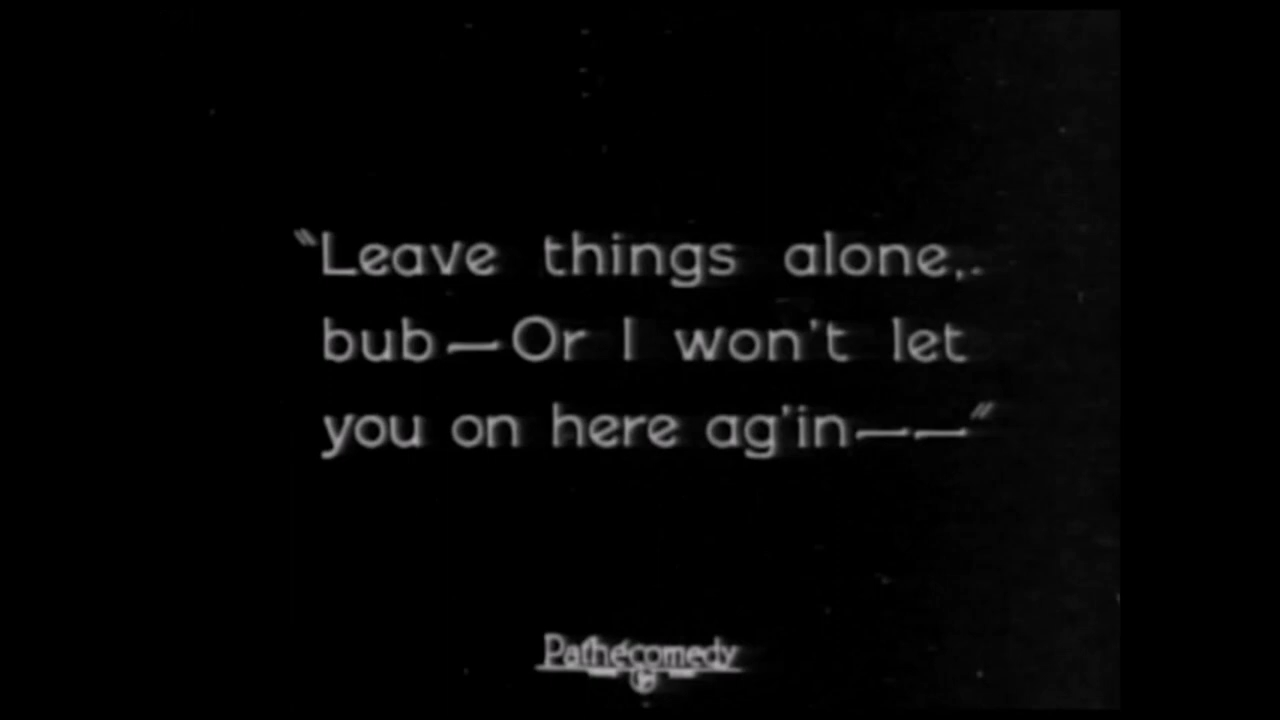 "Leave things alone,
bub—Or I won't let
you on here ag'in——"
Pathécomedy